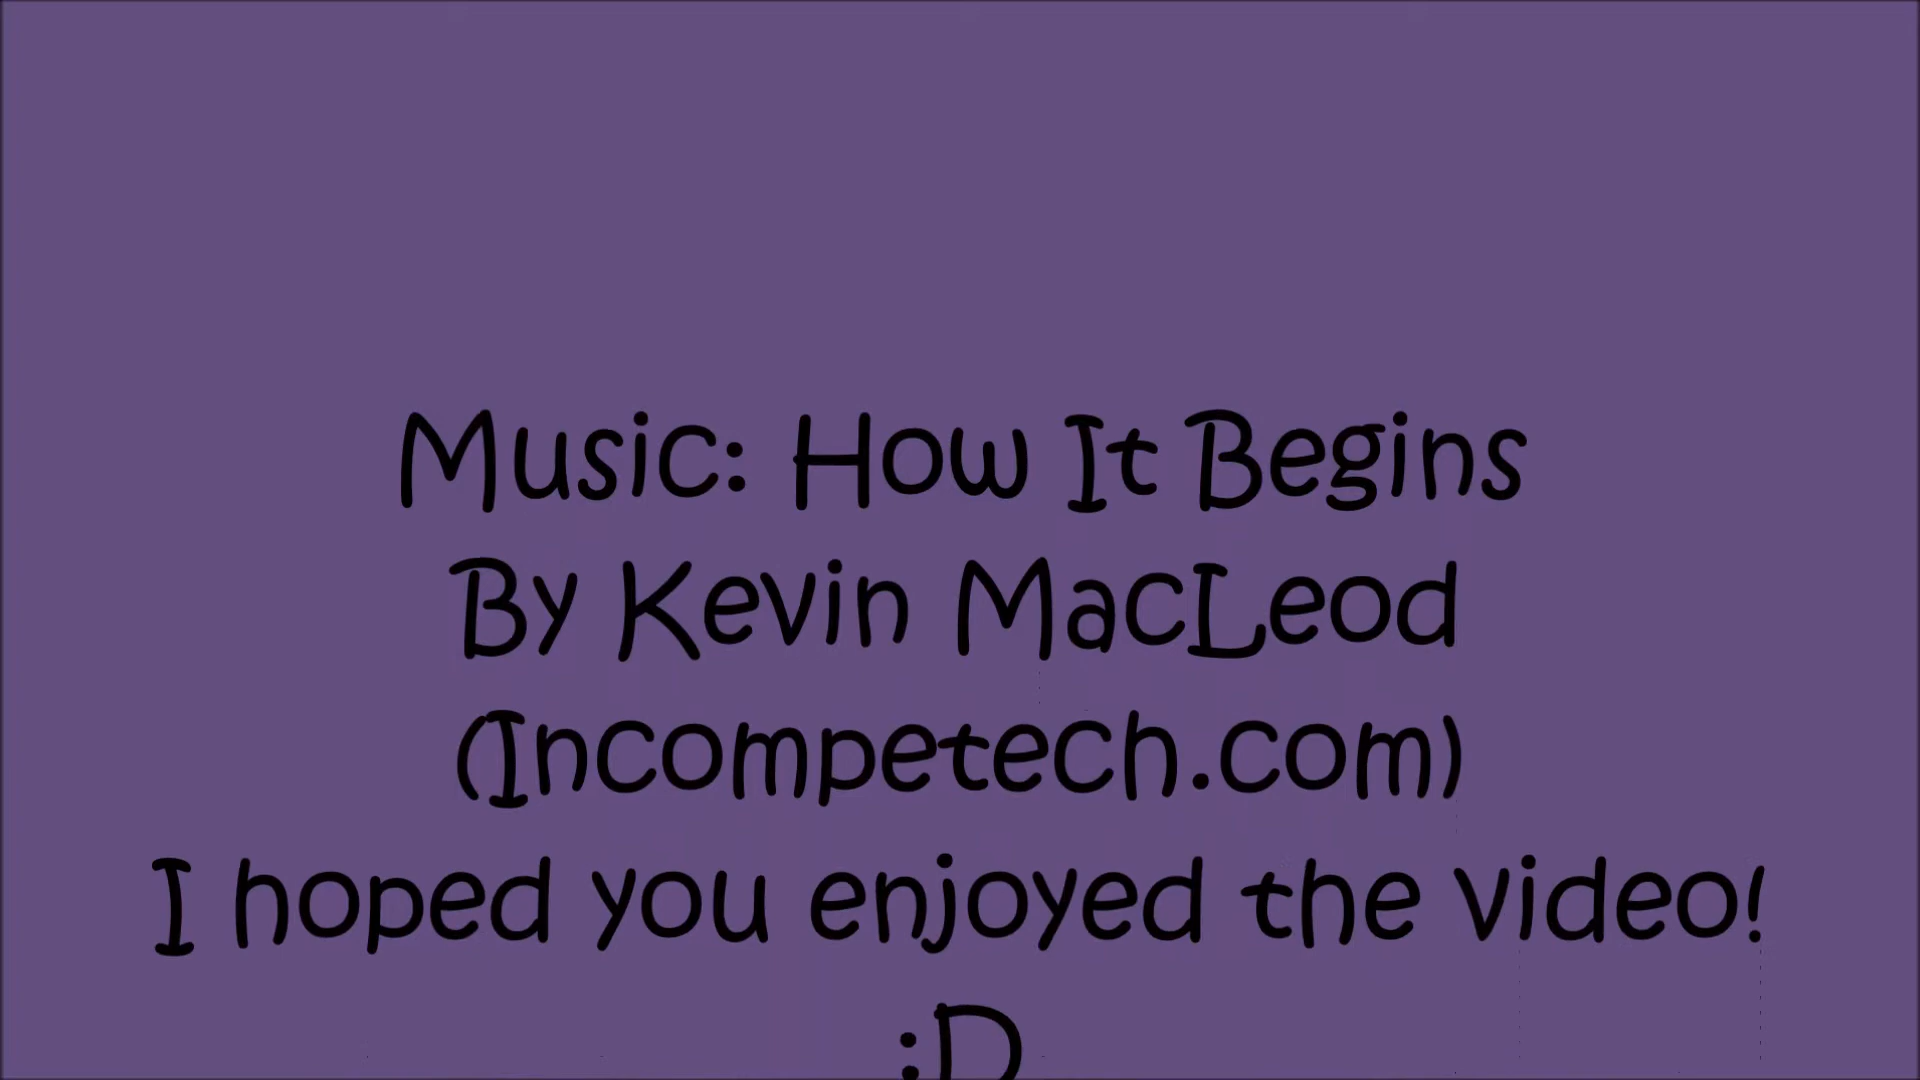 Music: How It Begins
By Kevin MacLeod
(Incompetech.com)
I hoped you enjoyed the video!
:D